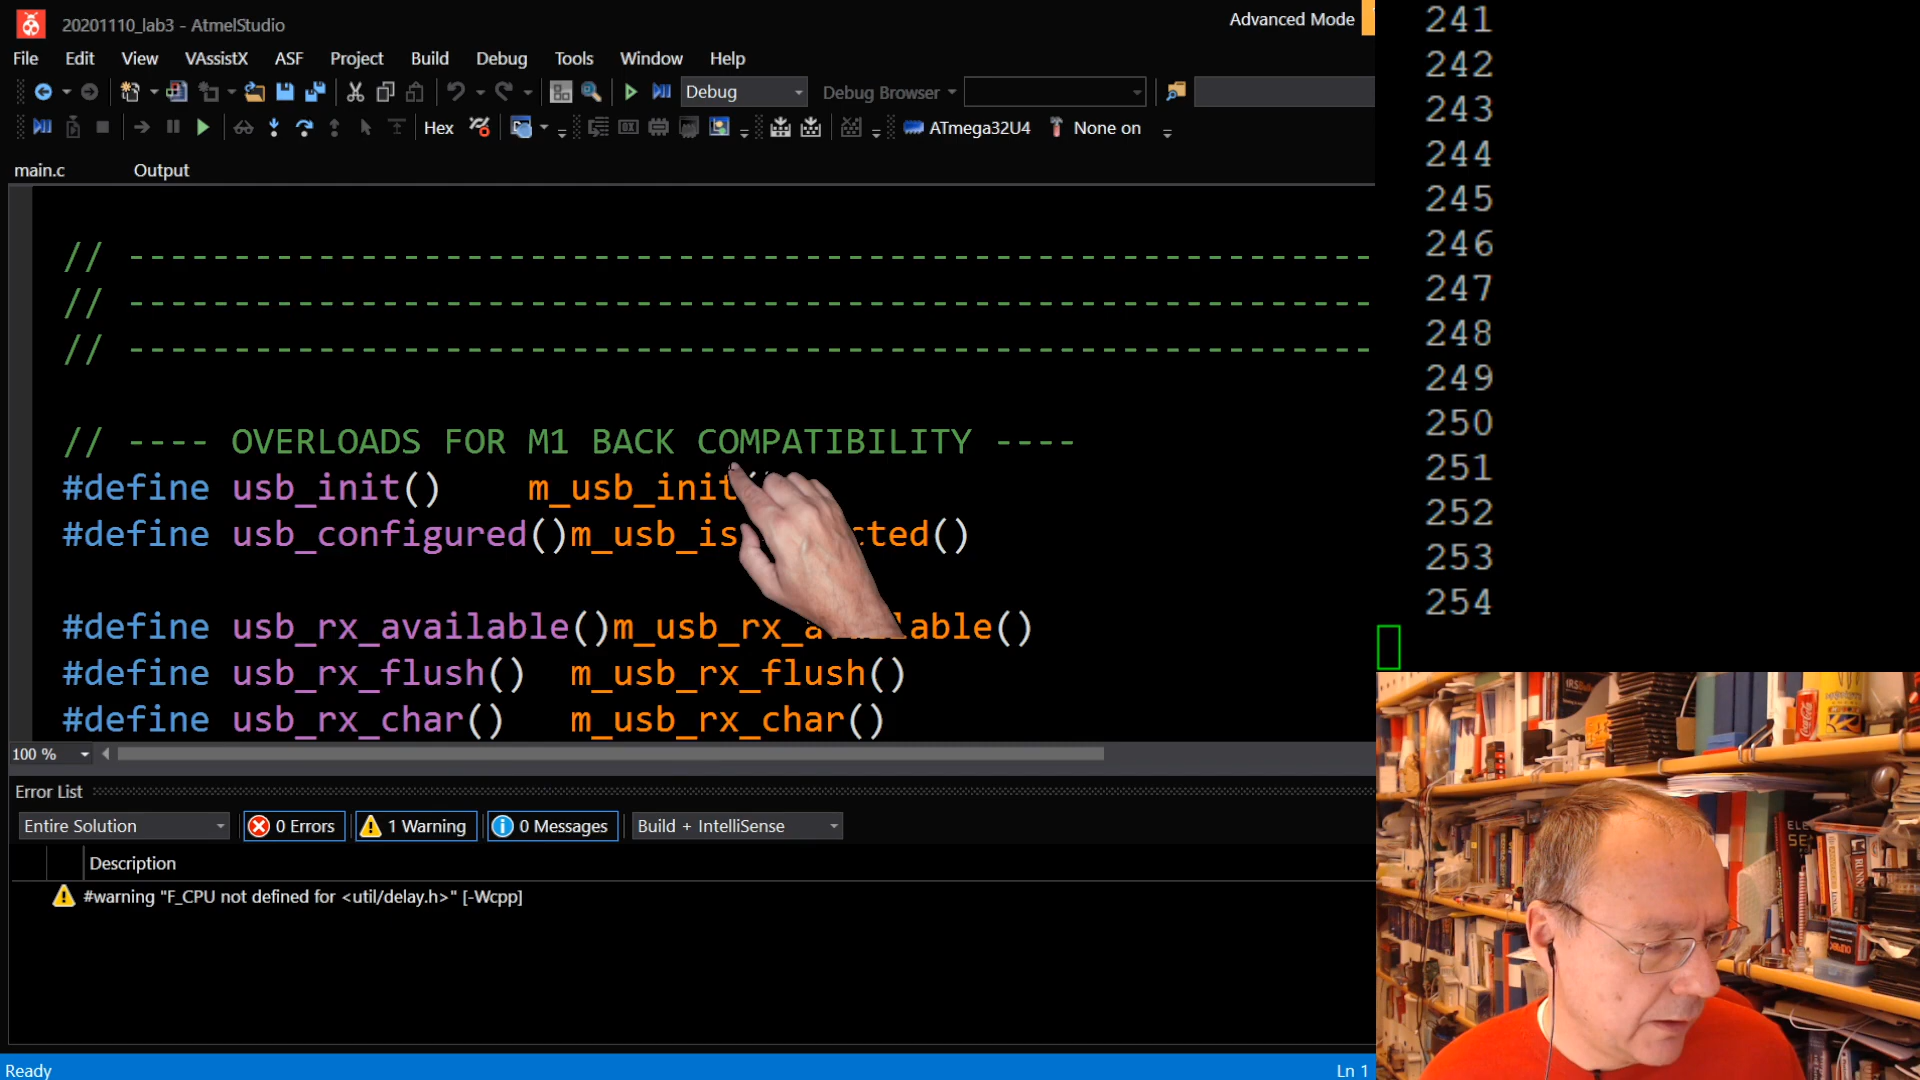 20201110_lab3 - AtmelStudio
Advanced Mode
File Edit View VAssistX ASF Project Build Debug Tools Window Help
Debug Debug Browser
Hex ATmega32U4 None on
main.c Output
// ----------------------------------------------------------
// ----------------------------------------------------------
// ----------------------------------------------------------
// ---- OVERLOADS FOR M1 BACK COMPATIBILITY ----
#define usb_init() m_usb_init
#define usb_configured()m_usb_is cted()
#define usb_rx_available()m_usb_rx_available()
#define usb_rx_flush() m_usb_rx_flush()
#define usb_rx_char() m_usb_rx_char()
100 %
Error List
Entire Solution 0 Errors 1 Warning 0 Messages Build + IntelliSense
Description
#warning "F_CPU not defined for <util/delay.h>" [-Wcpp]
Ready
Ln 1
241
242
243
244
245
246
247
248
249
250
251
252
253
254